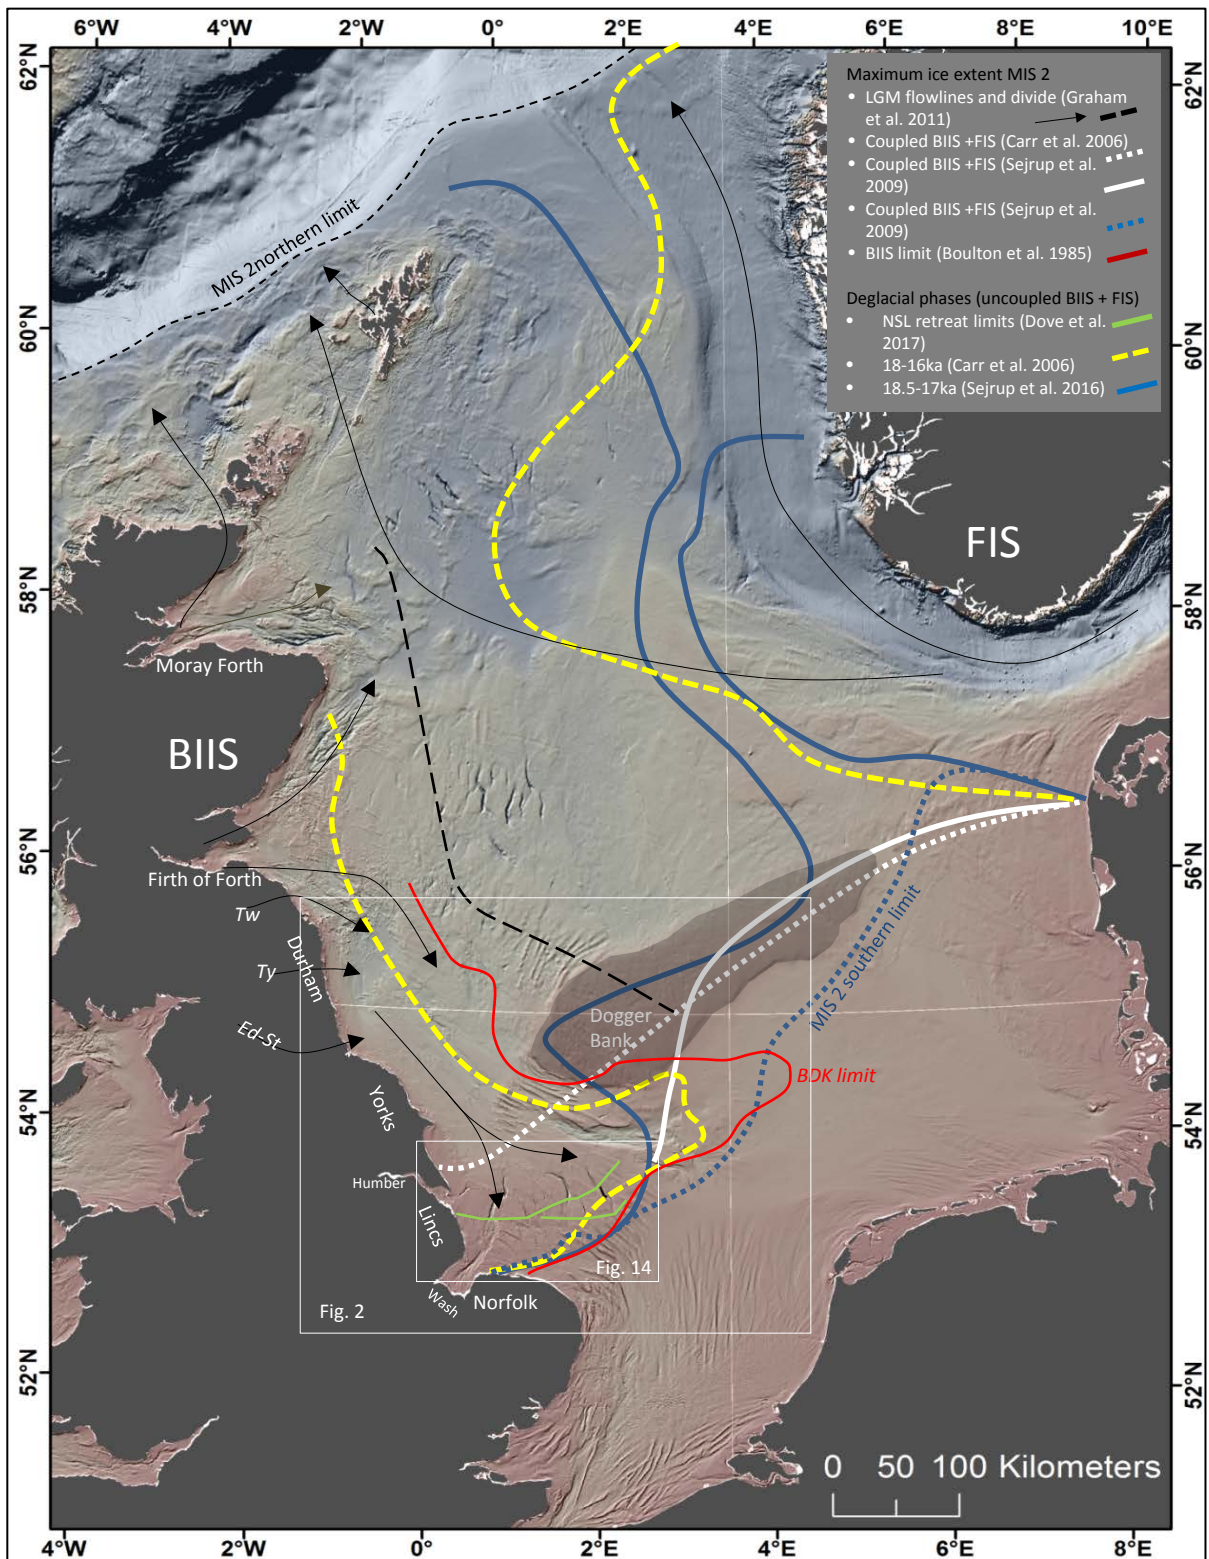 6°W 4°W 2°W 0° 2°E 4°E 6°E 8°E 10°E
62°N
62°N
Maximum ice extent MIS 2
• LGM flowlines and divide (Graham
et al. 2011)
• Coupled BIIS +FIS (Carr et al. 2006)
• Coupled BIIS +FIS (Sejrup et al.
2009)
• Coupled BIIS +FIS (Sejrup et al.
2009)
• BIIS limit (Boulton et al. 1985)
Deglacial phases (uncoupled BIIS + FIS)
• NSL retreat limits (Dove et al.
2017)
• 18-16ka (Carr et al. 2006)
• 18.5-17ka (Sejrup et al. 2016)
MIS 2northern limit
60°N
60°N
FIS
58°N
58°N
Moray Forth
BIIS
56°N
56°N
Firth of Forth
Tw
Durham
Ty
MIS 2 southern limit
Dogger
Bank
Ed-St
BDK limit
Yorks
54°N
54°N
Humber
Lincs
Fig. 14
Wash
Norfolk
Fig. 2
52°N
52°N
0 50 100 Kilometers
4°W 2°W 0 2°E 4°E 6°E 8°E